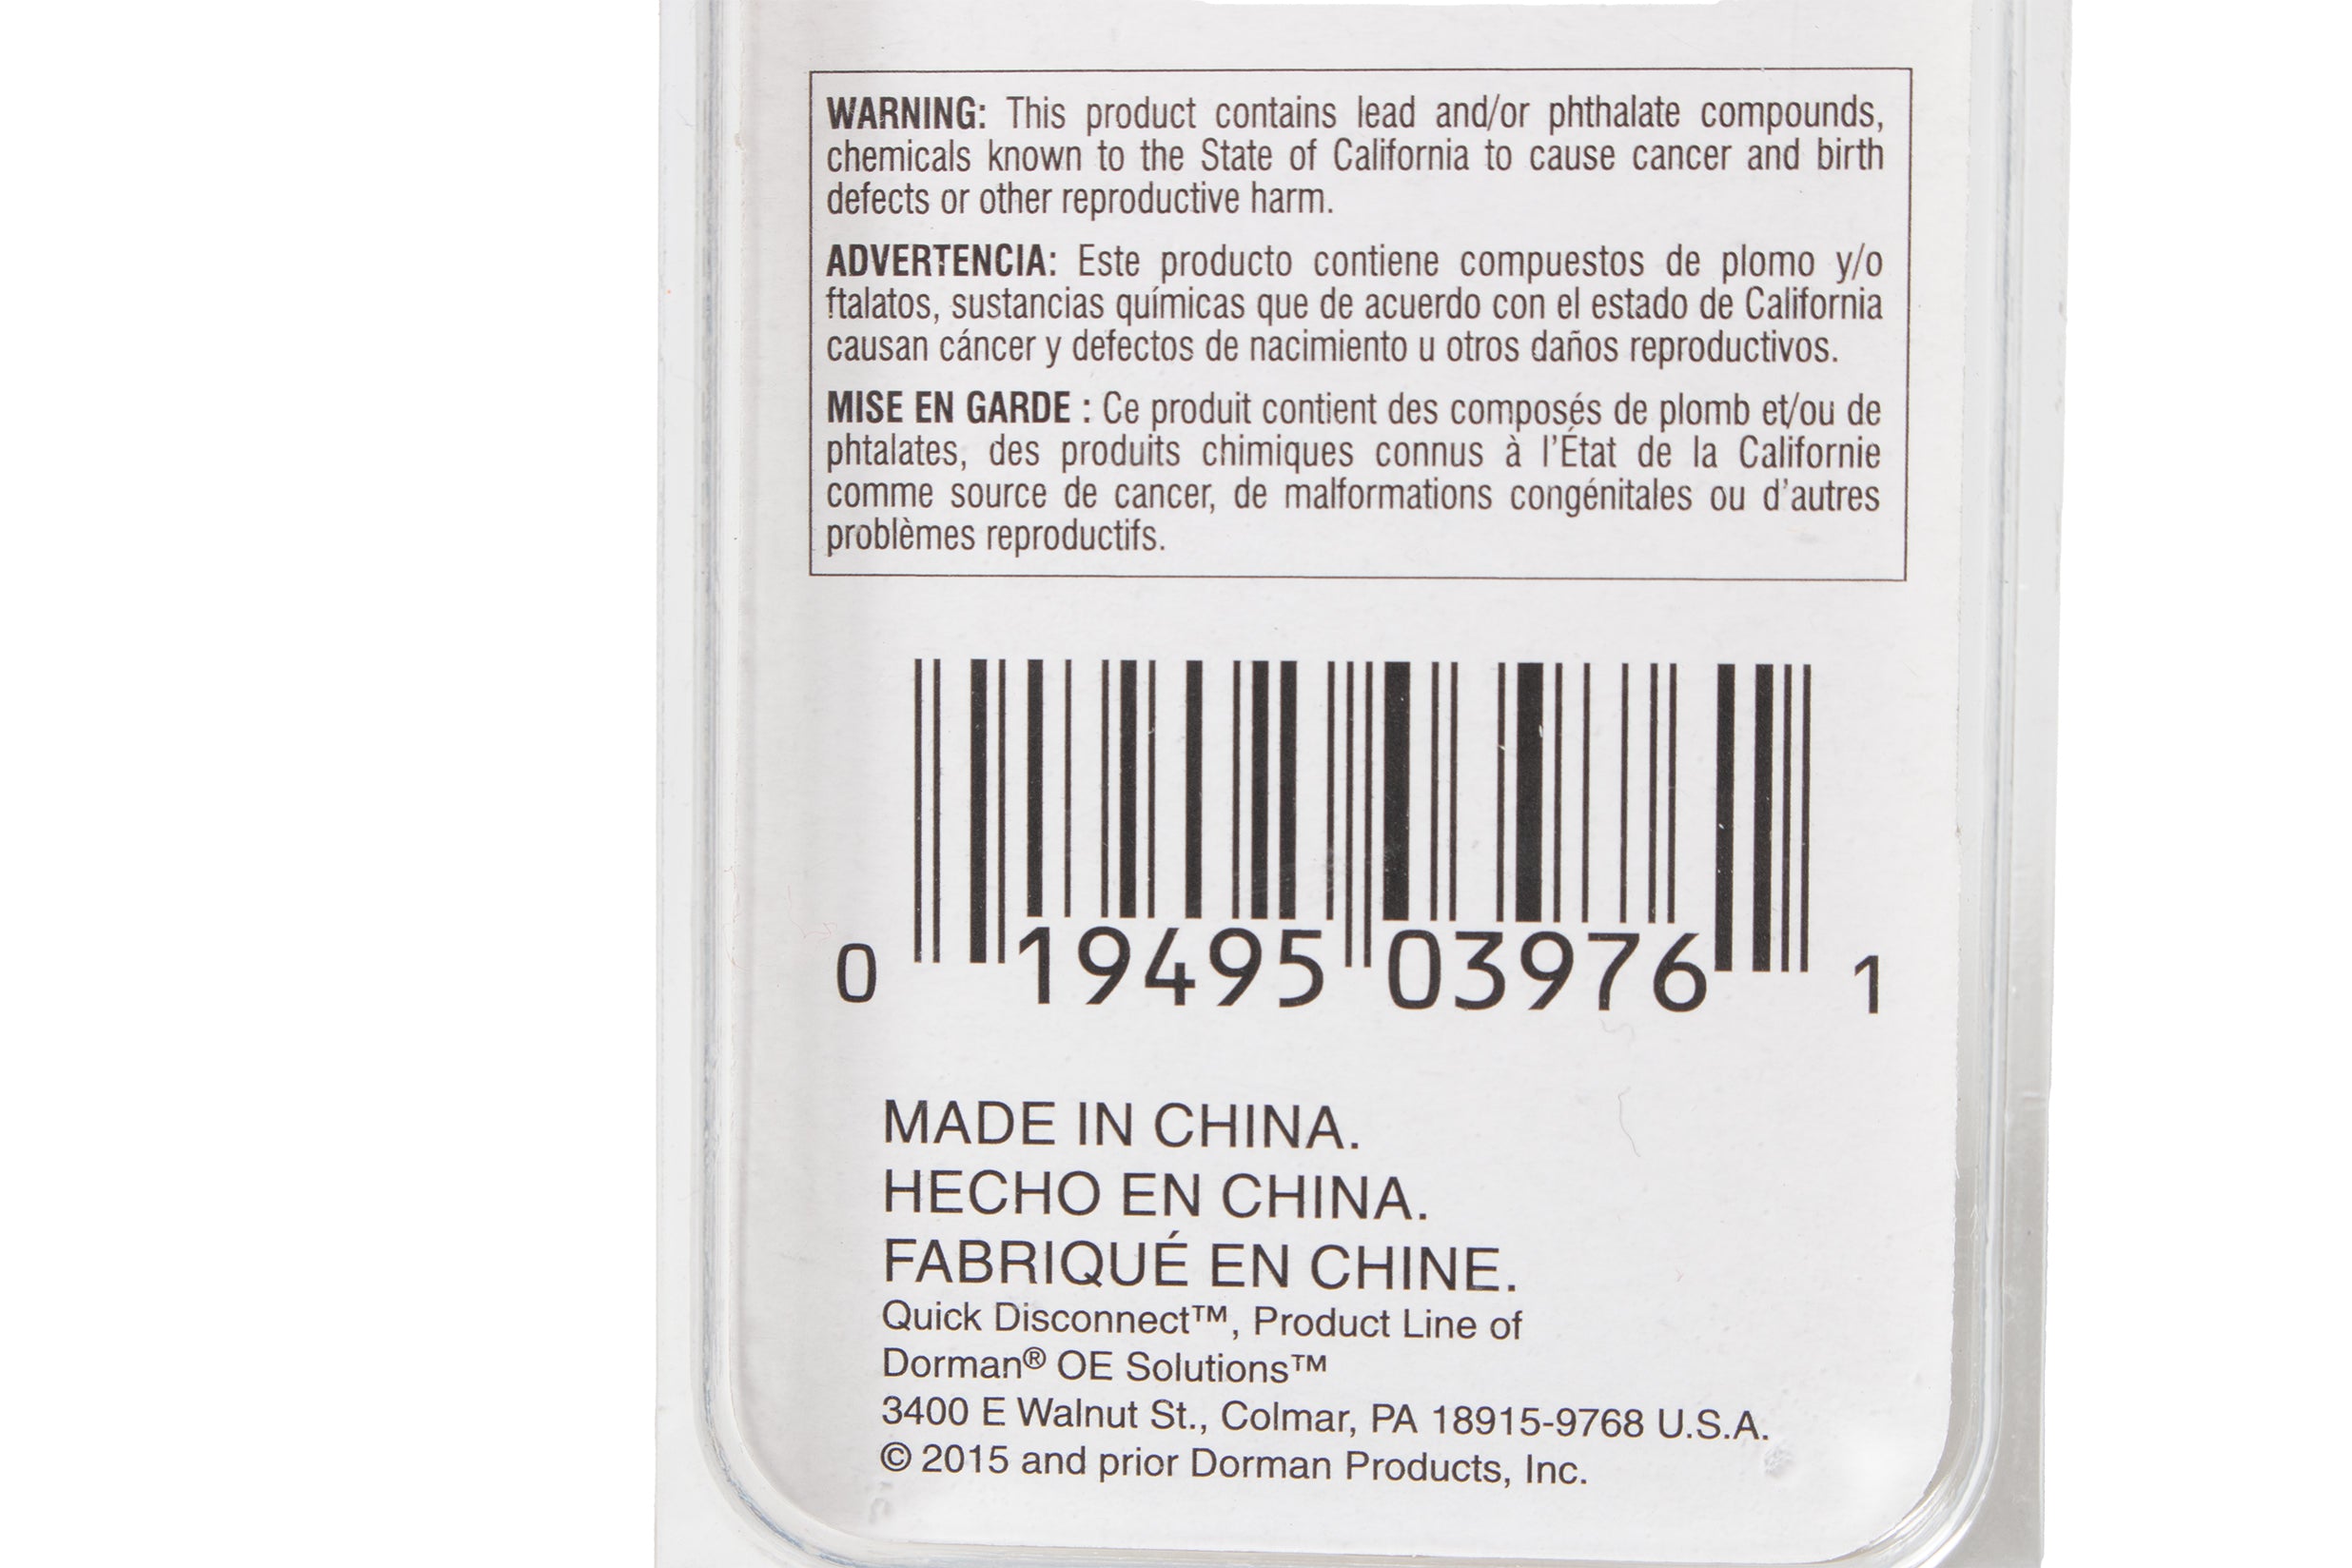 WARNING: This product contains lead and/or phthalate compounds,
chemicals known to the State of California to cause cancer and birth
defects or other reproductive harm.
ADVERTENCIA: Este producto contiene compuestos de plomo y/o
ftalatos, sustancias químicas que de acuerdo con el estado de California
causan cáncer y defectos de nacimiento u otros daños reproductivos.
MISE EN GARDE : Ce produit contient des composés de plomb et/ou de
phtalates, des produits chimiques connus à l'État de la Californie
comme source de cancer, de malformations congénitales ou d'autres
problèmes reproductifs.
0 19495 03976 1
MADE IN CHINA.
HECHO EN CHINA.
FABRIQUÉ EN CHINE.
Quick Disconnect™, Product Line of
Dorman® OE Solutions™
3400 E Walnut St., Colmar, PA 18915-9768 U.S.A.
© 2015 and prior Dorman Products, Inc.